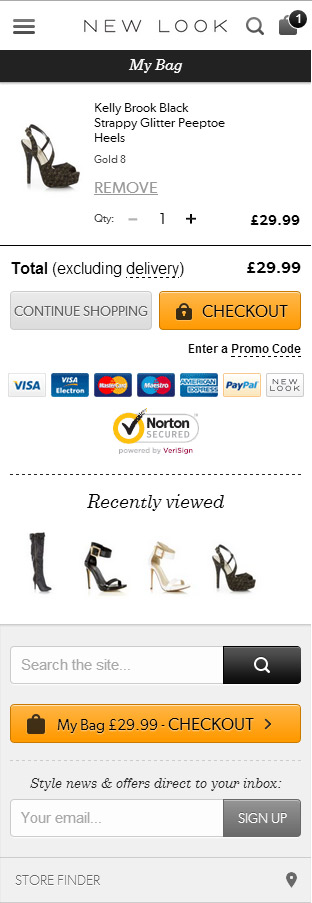 NEW LOOK
1
My Bag
Kelly Brook Black
Strappy Glitter Peeptoe
Heels
Gold 8
REMOVE
Qty: − 1 + £29.99
Total (excluding delivery) £29.99
CONTINUE SHOPPING
CHECKOUT
Enter a Promo Code
VISA
VISA Electron
MasterCard
Maestro
AMERICAN EXPRESS
PayPal
NEW LOOK
Norton
SECURED
powered by VeriSign
Recently viewed
Search the site...
My Bag £29.99 - CHECKOUT >
Style news & offers direct to your inbox:
Your email...
SIGN UP
STORE FINDER